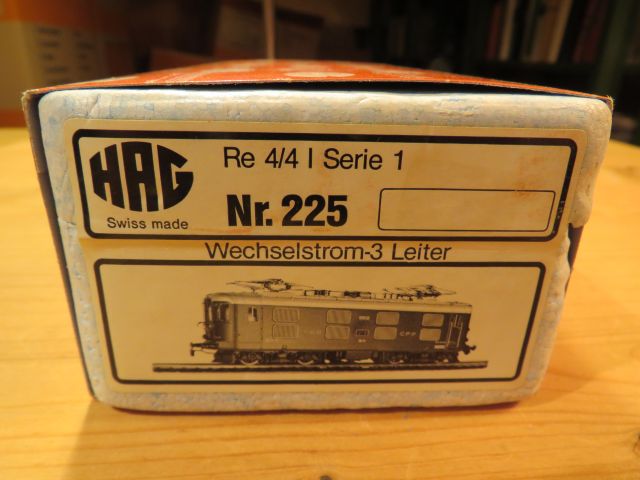 HAG
Swiss made
Re 4/4 I Serie 1
Nr. 225
Wechselstrom-3 Leiter